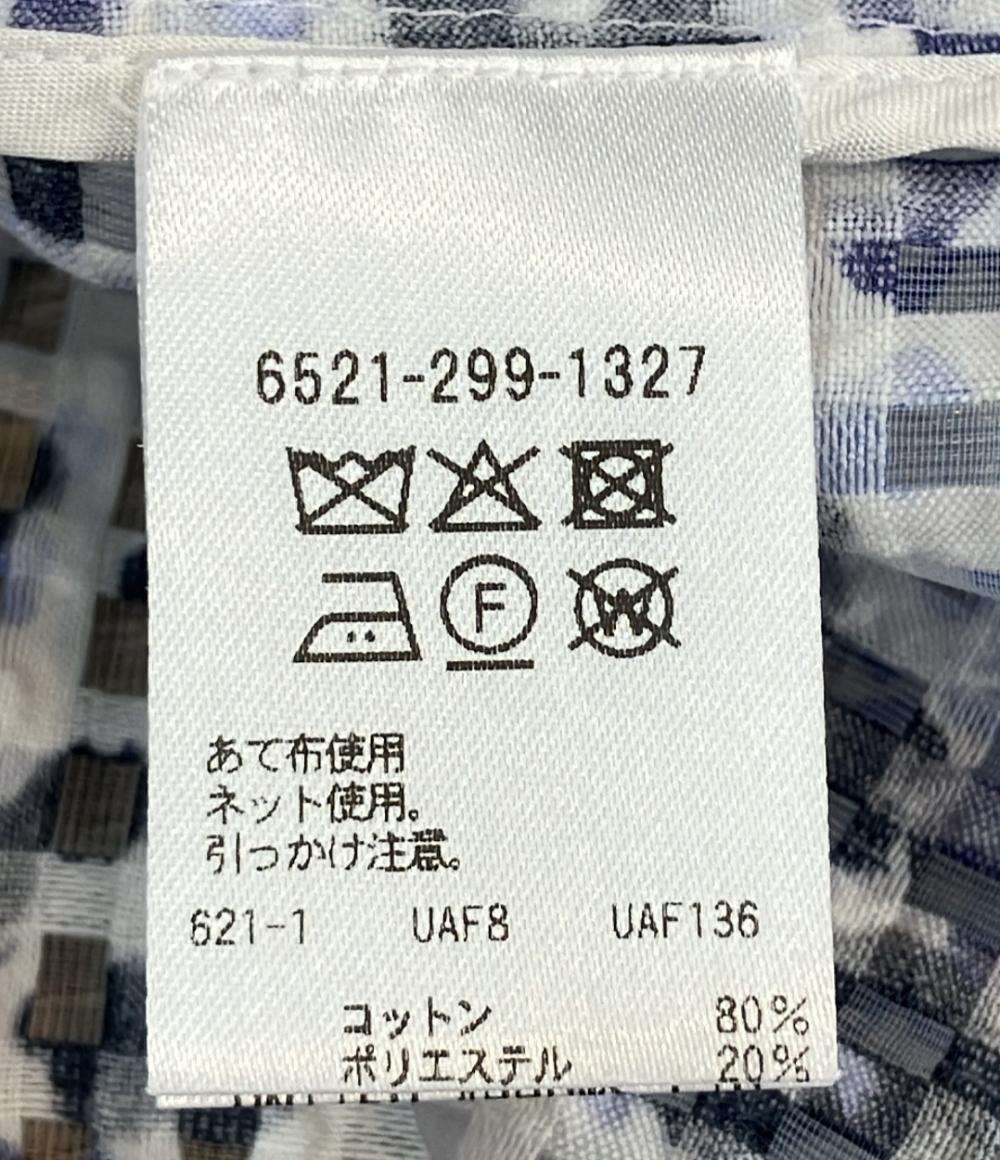 6521-299-1327
F
W
あて布使用
ネット使用。
引っかけ注意。
621-1 UAF8 UAF136
コットン 80%
ポリエステル 20%